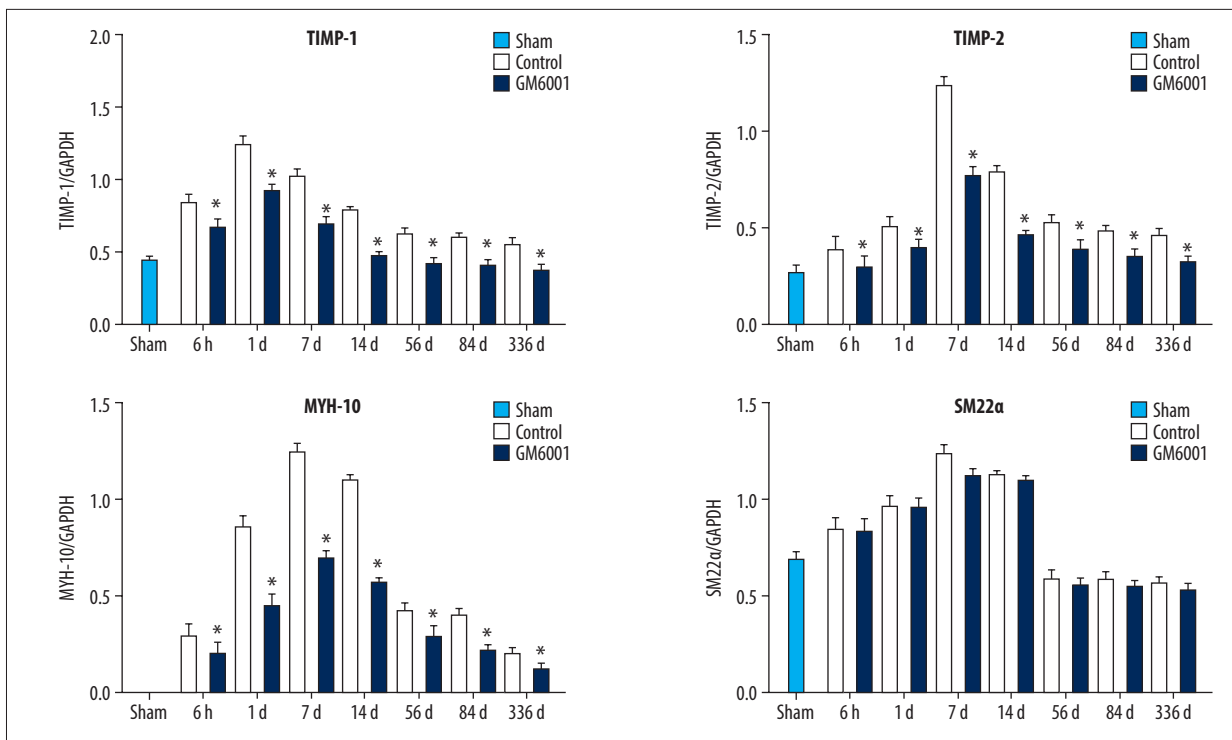 TIMP-1
Sham
Control
GM6001
TIMP-1/GAPDH
2.0
1.5
1.0
0.5
0.0
* * * * * * *
Sham 6 h 1 d 7 d 14 d 56 d 84 d 336 d
TIMP-2
Sham
Control
GM6001
TIMP-2/GAPDH
1.5
1.0
0.5
0.0
* * * * * * *
Sham 6 h 1 d 7 d 14 d 56 d 84 d 336 d
MYH-10
Sham
Control
GM6001
MYH-10/GAPDH
1.5
1.0
0.5
0.0
* * * * * * *
Sham 6 h 1 d 7 d 14 d 56 d 84 d 336 d
SM22α
Sham
Control
GM6001
SM22α/GAPDH
1.5
1.0
0.5
0.0
Sham 6 h 1 d 7 d 14 d 56 d 84 d 336 d